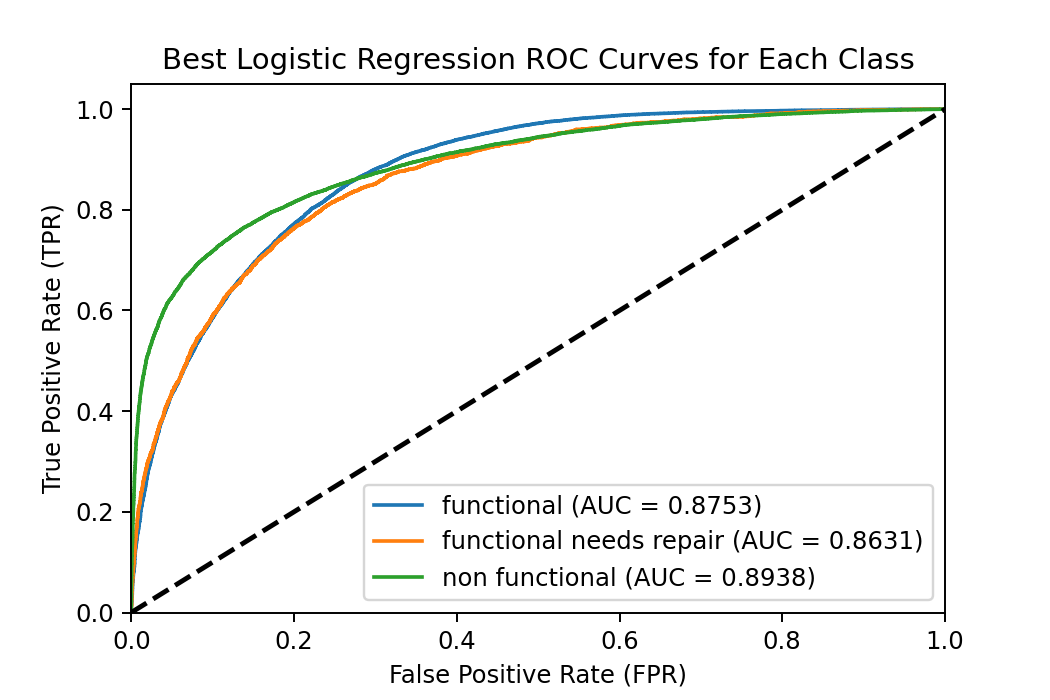 Best Logistic Regression ROC Curves for Each Class
True Positive Rate (TPR)
1.0
0.8
0.6
0.4
0.2
0.0
functional (AUC = 0.8753)
functional needs repair (AUC = 0.8631)
non functional (AUC = 0.8938)
0.0 0.2 0.4 0.6 0.8 1.0
False Positive Rate (FPR)